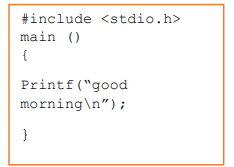 #include <stdio.h>
main ()
{
Printf(“good
morning\n”);
}